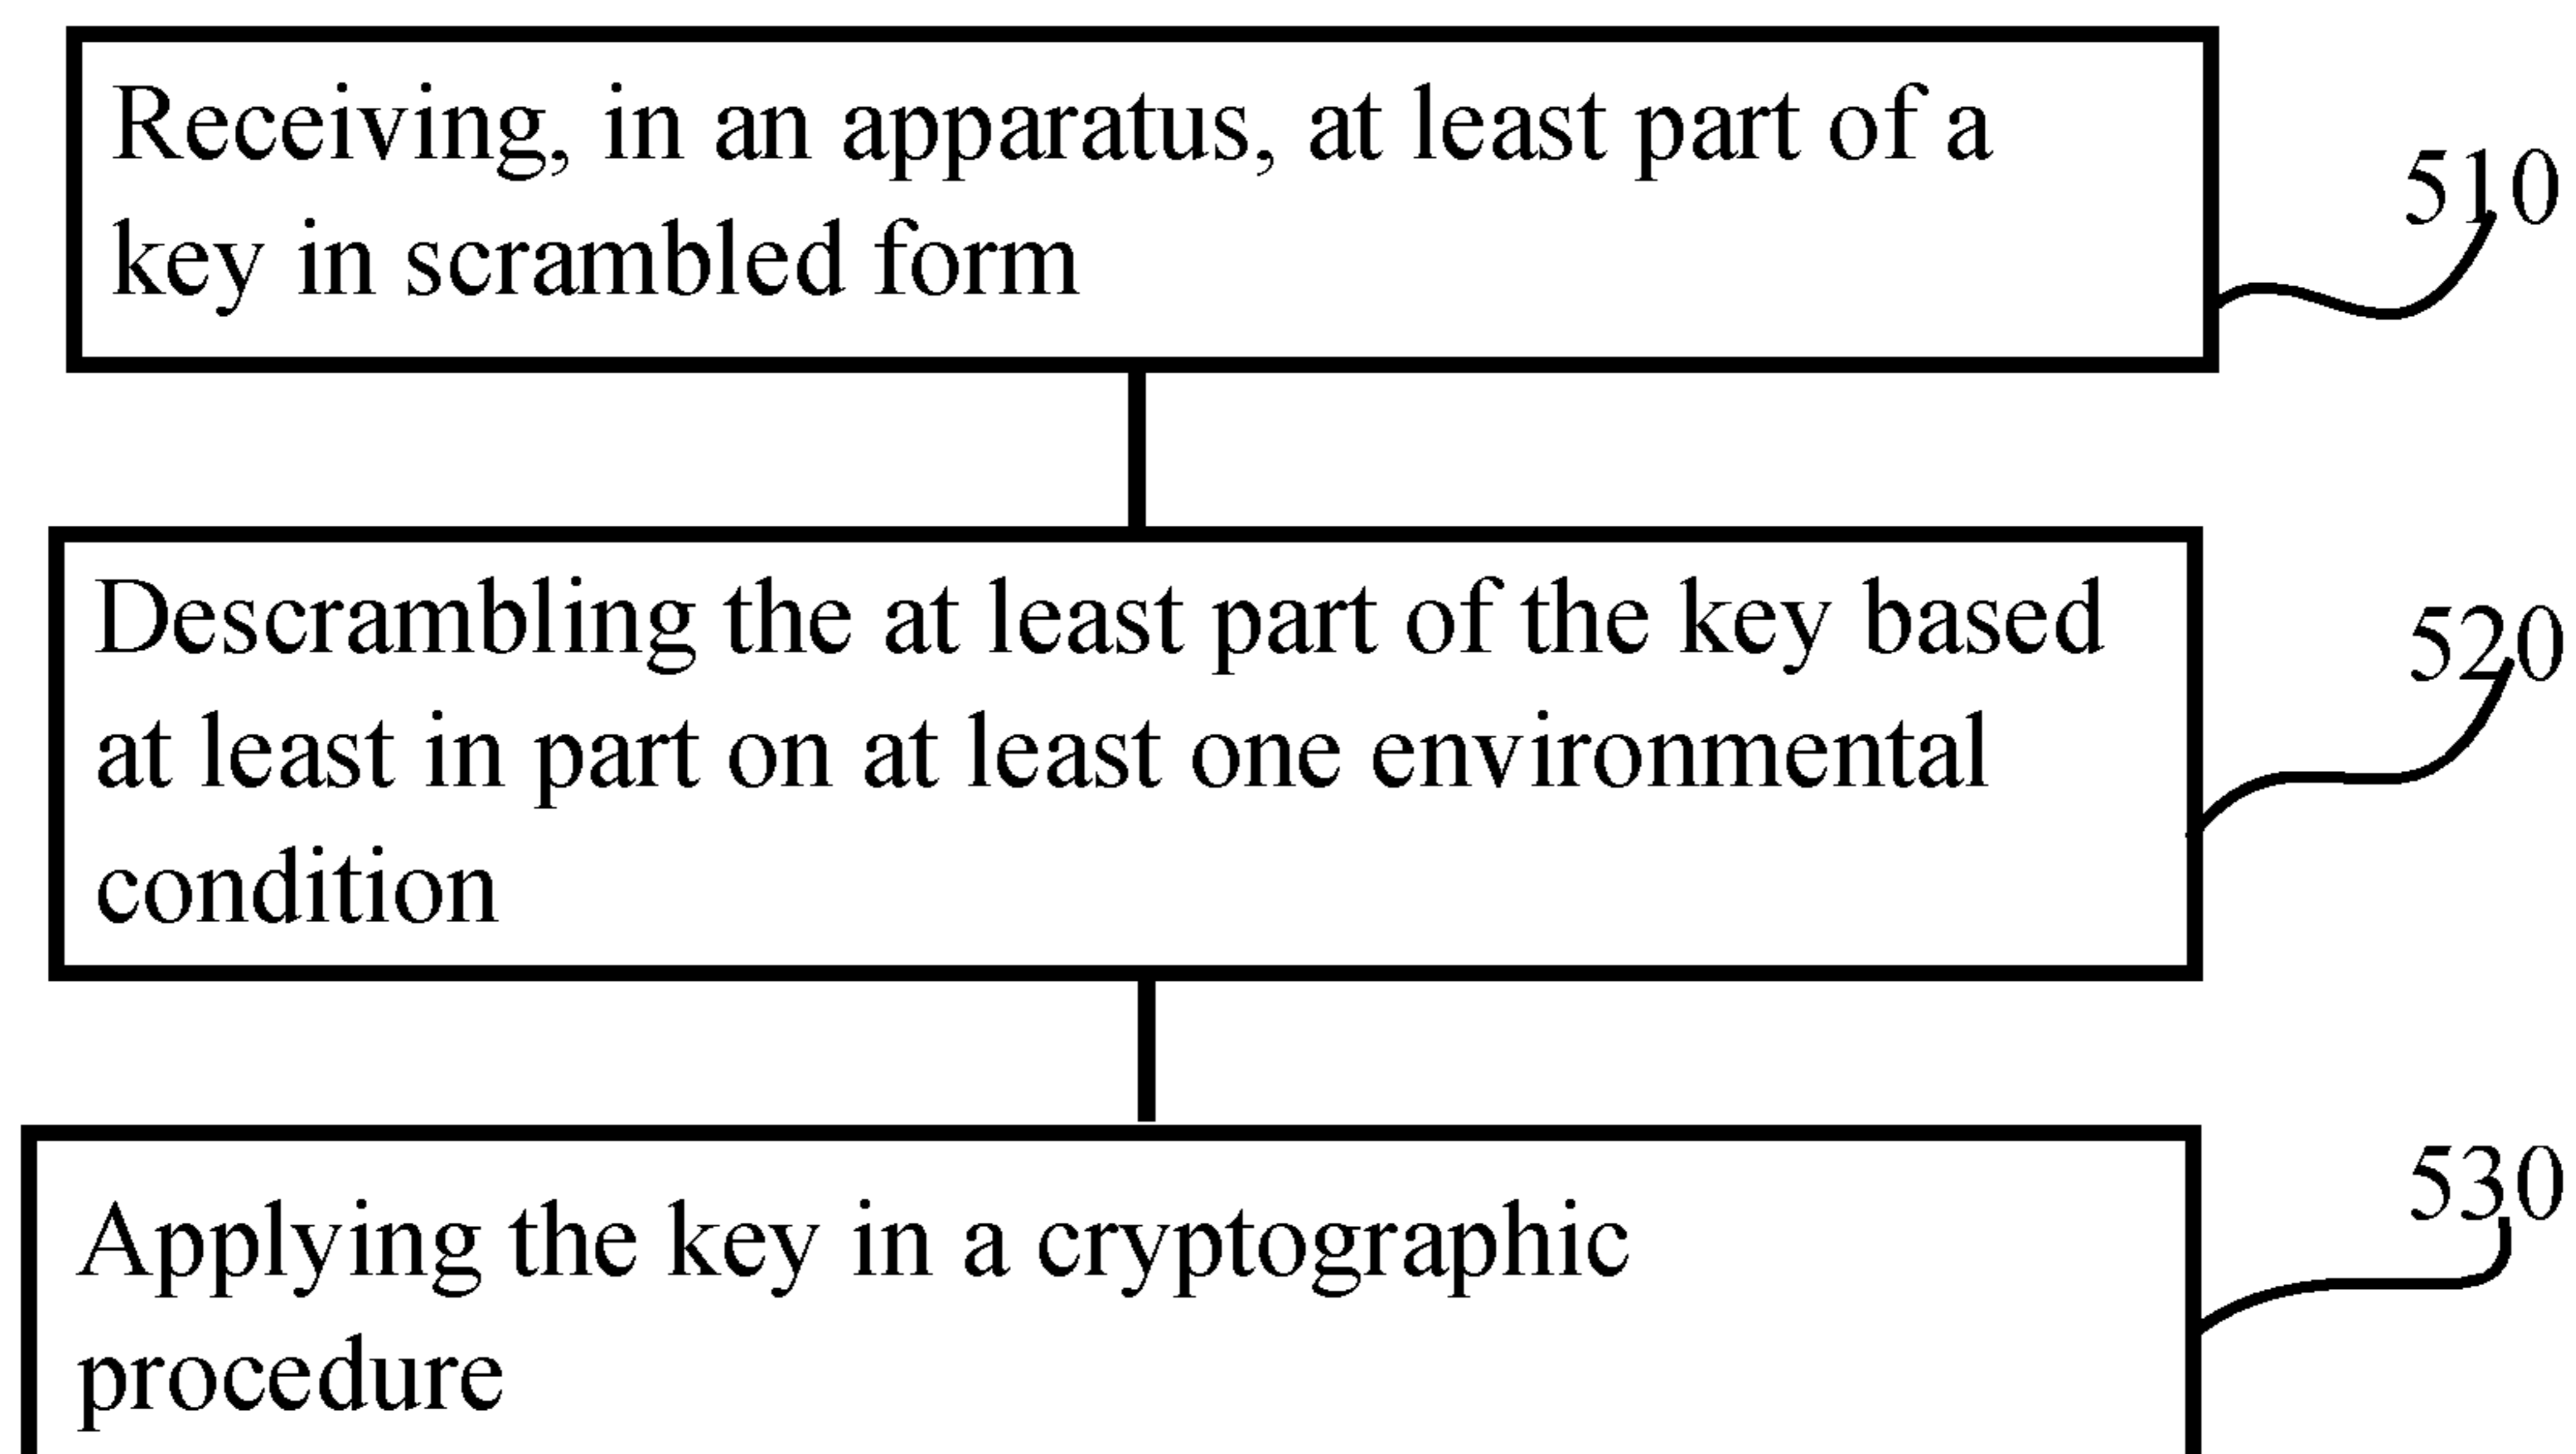 Receiving, in an apparatus, at least part of a
key in scrambled form
510
Descrambling the at least part of the key based
at least in part on at least one environmental
condition
520
Applying the key in a cryptographic
procedure
530